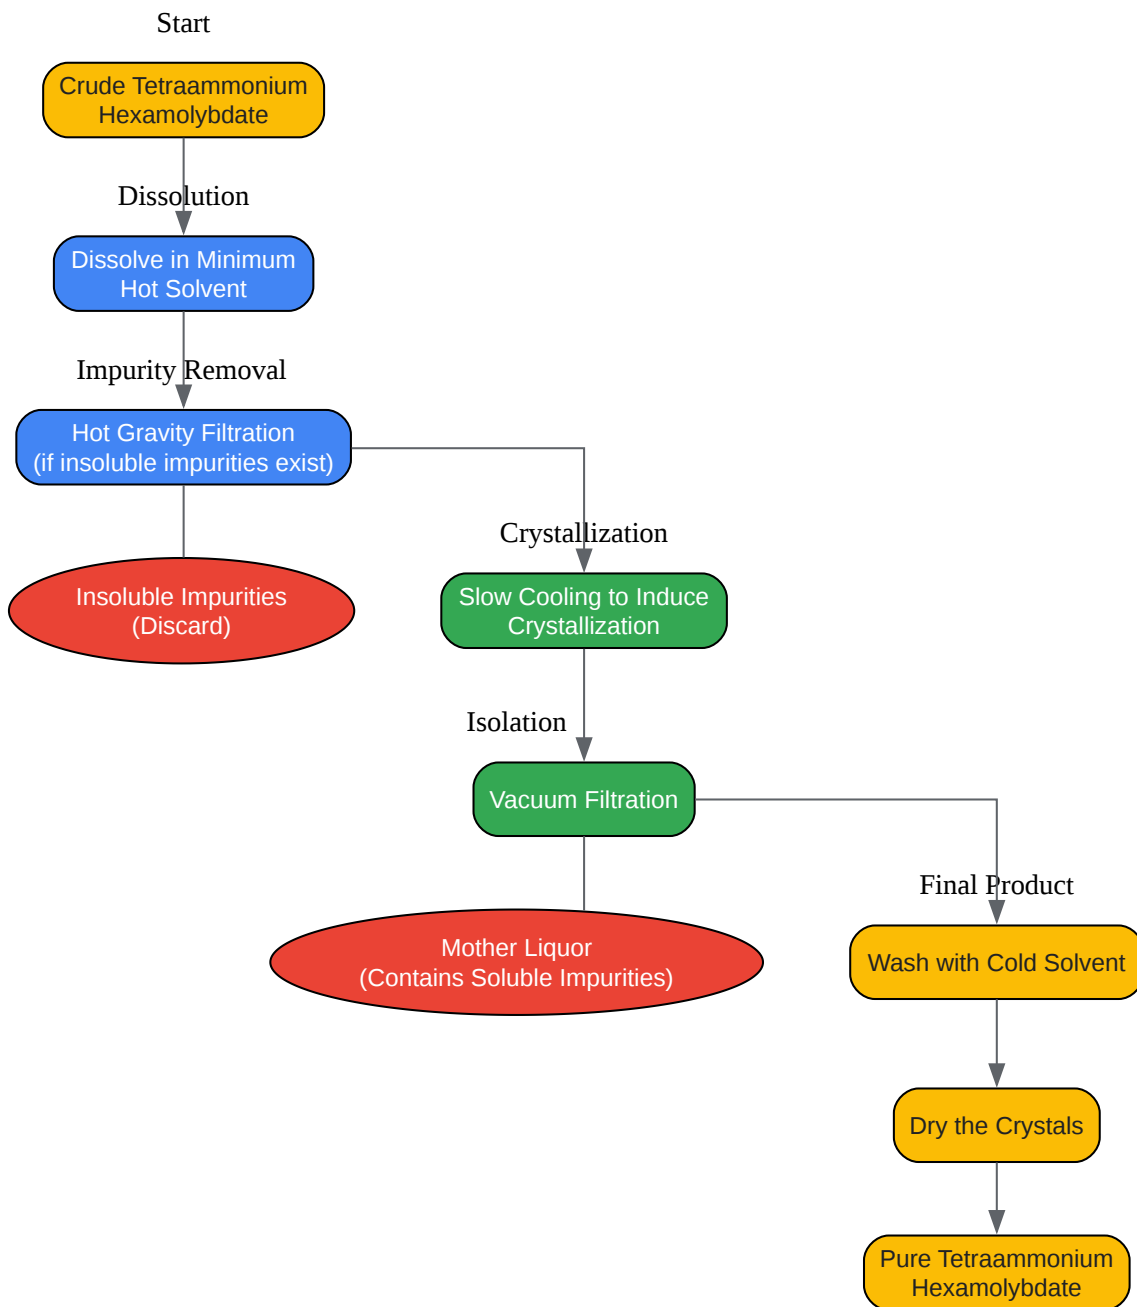 Start
Crude Tetraammonium
Hexamolybdate
Dissolution
Dissolve in Minimum
Hot Solvent
Impurity Removal
Hot Gravity Filtration
(if insoluble impurities exist)
Insoluble Impurities
(Discard)
Crystallization
Slow Cooling to Induce
Crystallization
Isolation
Vacuum Filtration
Mother Liquor
(Contains Soluble Impurities)
Final Product
Wash with Cold Solvent
Dry the Crystals
Pure Tetraammonium
Hexamolybdate